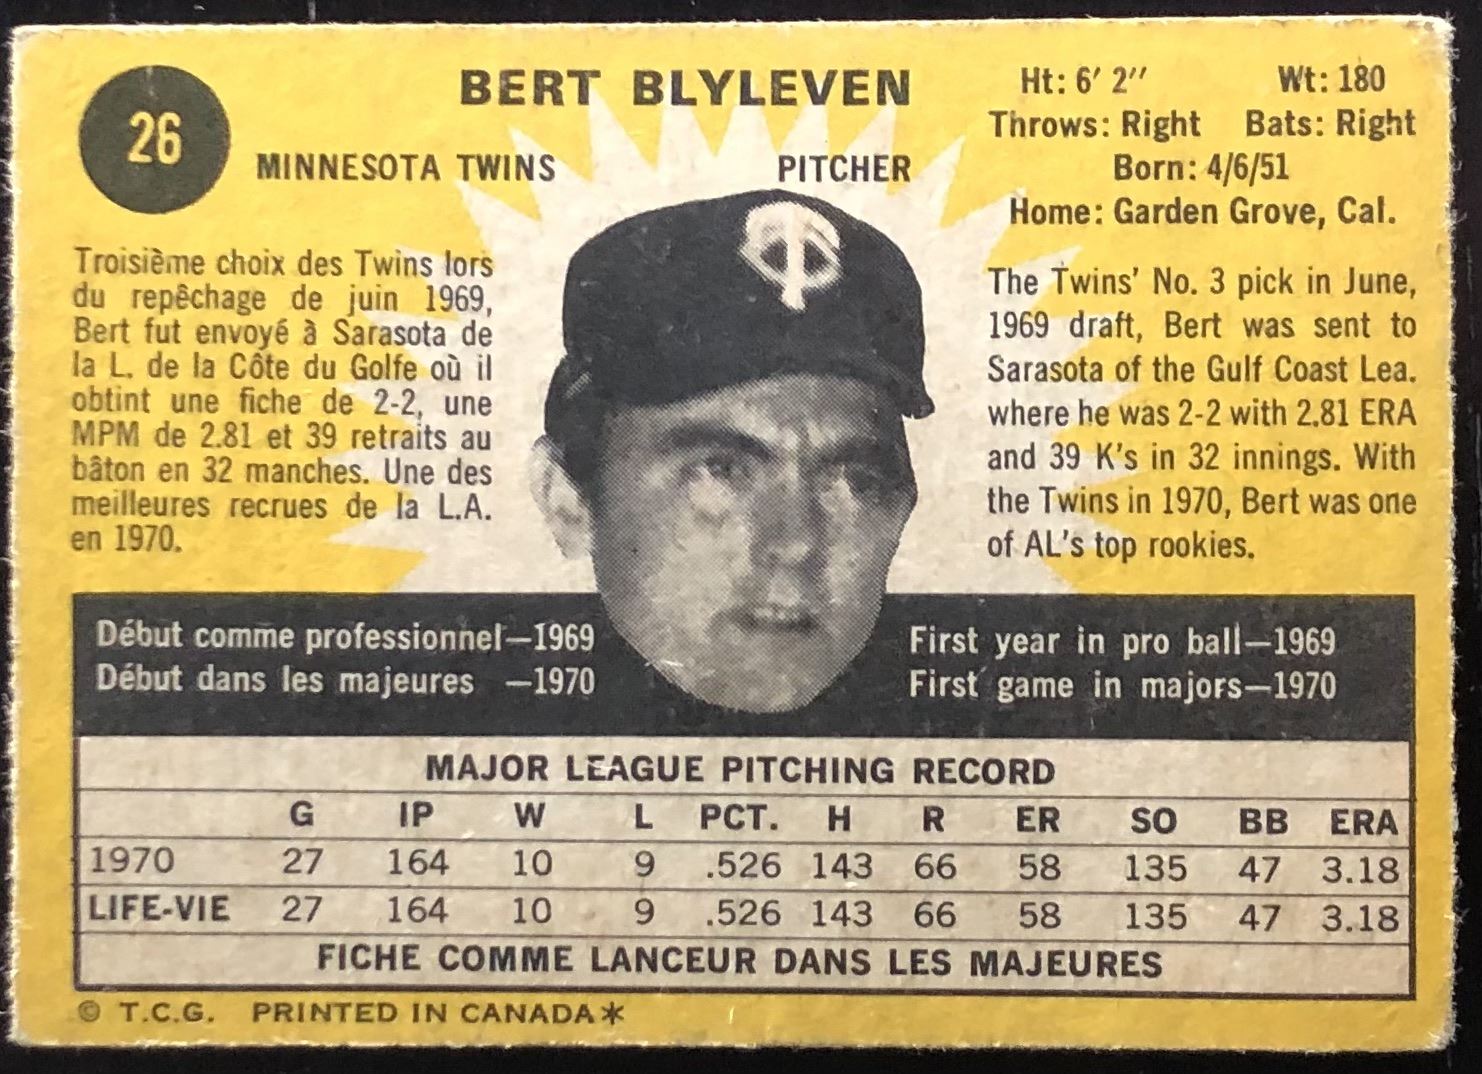 26
BERT BLYLEVEN
MINNESOTA TWINS PITCHER
Ht: 6' 2" Wt: 180
Throws: Right Bats: Right
Born: 4/6/51
Home: Garden Grove, Cal.
Troisième choix des Twins lors
du repêchage de juin 1969,
Bert fut envoyé à Sarasota de
la L. de la Côte du Golfe où il
obtint une fiche de 2-2, une
MPM de 2.81 et 39 retraits au
bâton en 32 manches. Une des
meilleures recrues de la L.A.
en 1970.
The Twins' No. 3 pick in June,
1969 draft, Bert was sent to
Sarasota of the Gulf Coast Lea.
where he was 2-2 with 2.81 ERA
and 39 K's in 32 innings. With
the Twins in 1970, Bert was one
of AL's top rookies.
Début comme professionnel—1969
Début dans les majeures —1970
First year in pro ball—1969
First game in majors—1970
MAJOR LEAGUE PITCHING RECORD
G IP W L PCT. H R ER SO BB ERA
1970 27 164 10 9 .526 143 66 58 135 47 3.18
LIFE-VIE 27 164 10 9 .526 143 66 58 135 47 3.18
FICHE COMME LANCEUR DANS LES MAJEURES
© T.C.G. PRINTED IN CANADA*